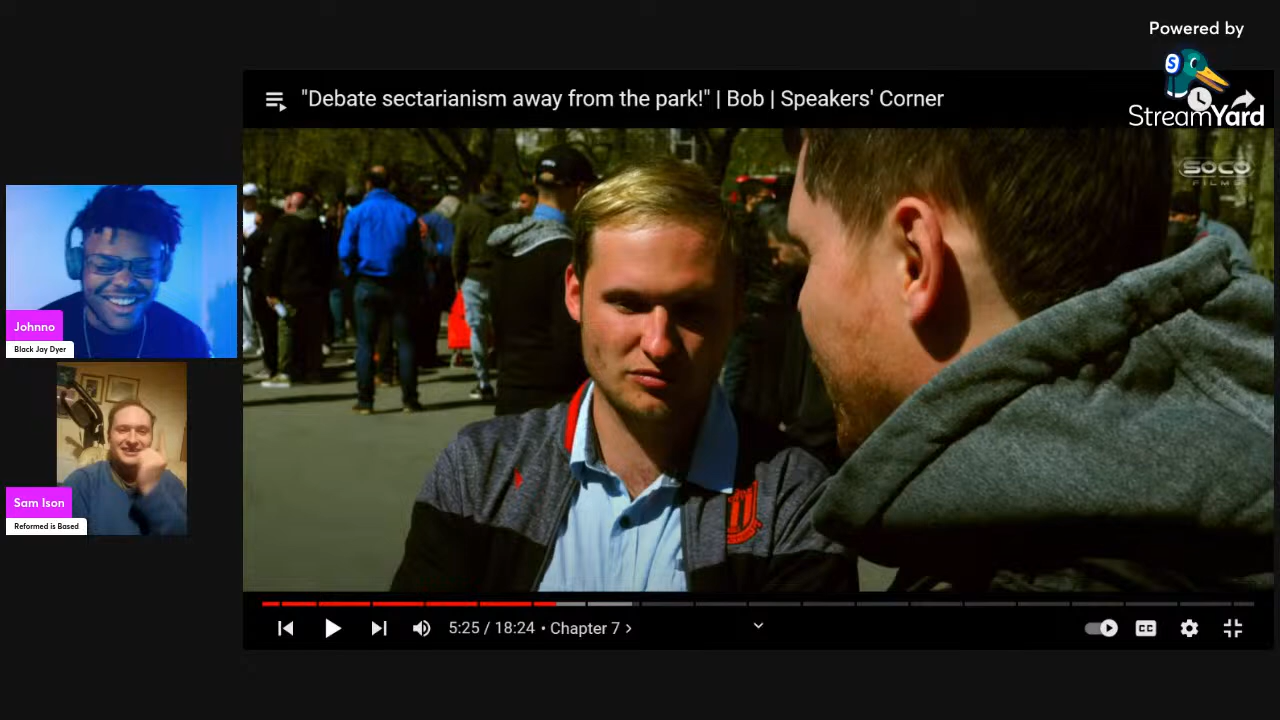 Powered by
S
StreamYard
"Debate sectarianism away from the park!" | Bob | Speakers' Corner
SOCO
FILMS
Johnno
Black Jay Dyer
Sam Ison
Reformed is Based
5:25 / 18:24 • Chapter 7 >
CC